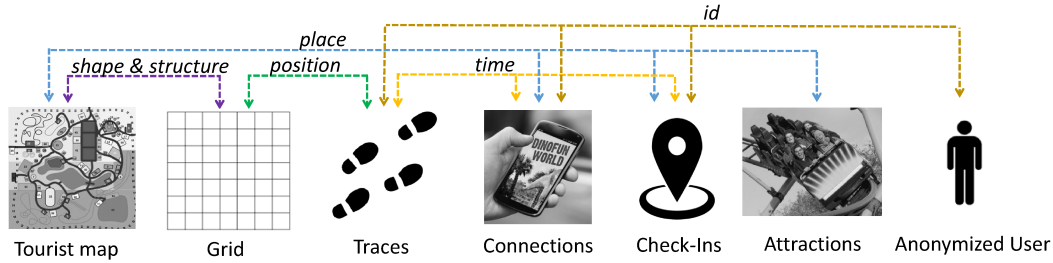 id
place
shape & structure
position
time
DINOFUN
WORLD
Tourist map
Grid
Traces
Connections
Check-Ins
Attractions
Anonymized User